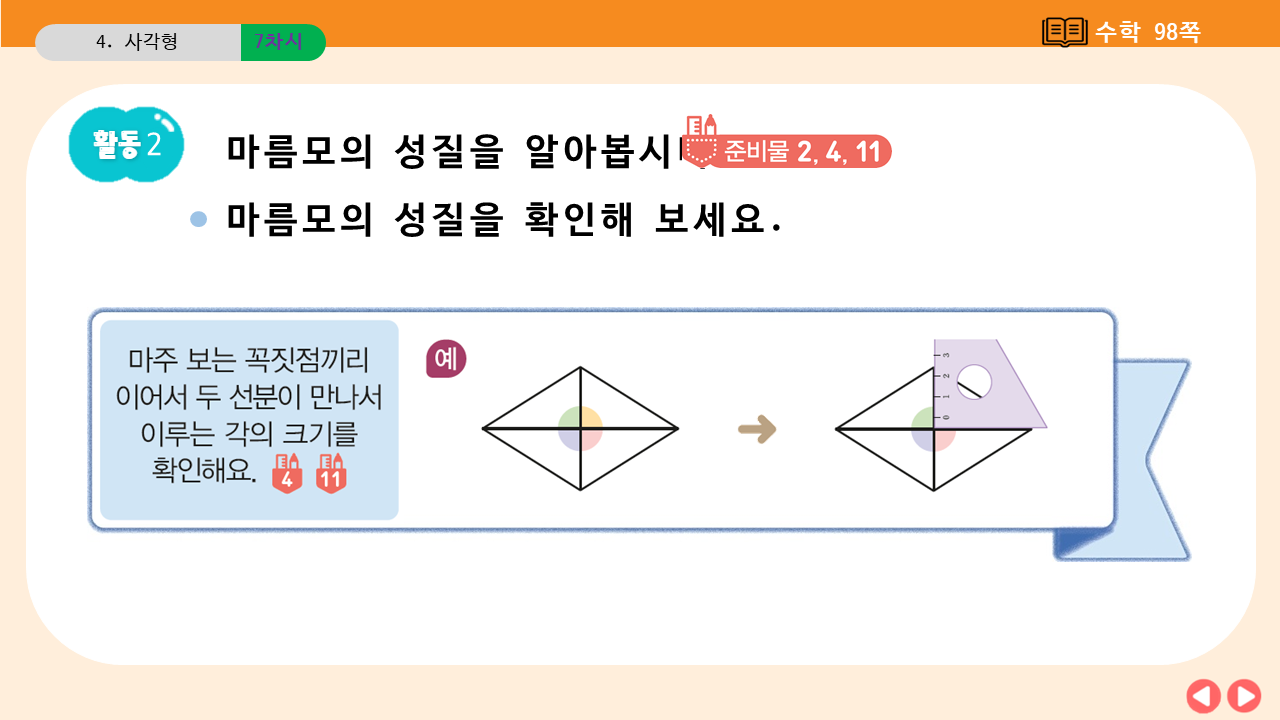 4. 사각형
7차시
수학 98쪽
활동 2
마름모의 성질을 알아봅시
준비물 2, 4, 11
마름모의 성질을 확인해 보세요.
마주 보는 꼭짓점끼리
이어서 두 선분이 만나서
이루는 각의 크기를
확인해요. 4 11
예
3
2
1
0